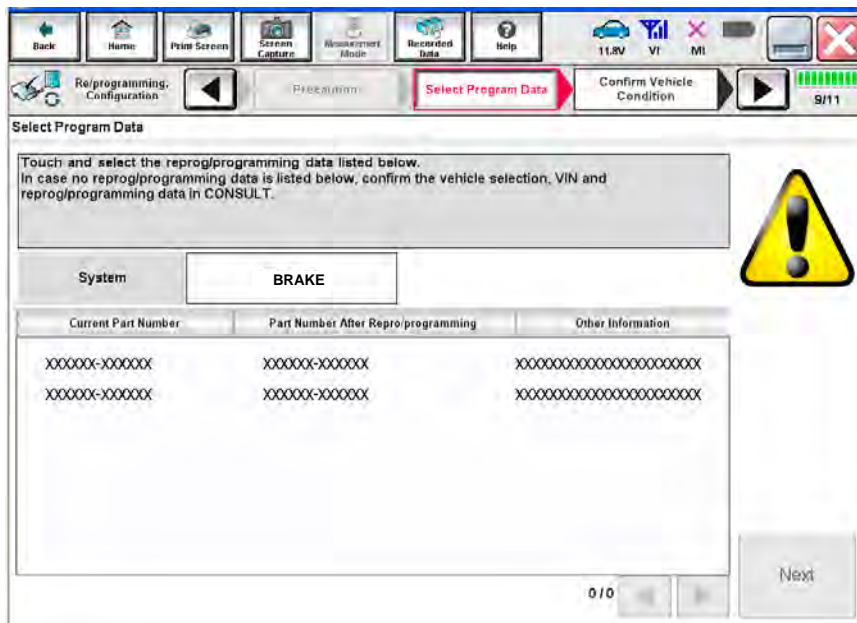 Back
Home
Print Screen
Screen Capture
Measurement Mode
Recorded Data
Help
11.8V
VI
MI
Re/programming, Configuration
Precaution
Select Program Data
Confirm Vehicle Condition
9/11
Select Program Data
Touch and select the reprog/programming data listed below.
In case no reprog/programming data is listed below, confirm the vehicle selection, VIN and
reprog/programming data in CONSULT.
System
BRAKE
Current Part Number
Part Number After Repro/programming
Other Information
XXXXXX-XXXXXX
XXXXXX-XXXXXX
XXXXXXXXXXXXXXXXXXXXXXX
XXXXXX-XXXXXX
XXXXXX-XXXXXX
XXXXXXXXXXXXXXXXXXXXXXX
0/0
Next